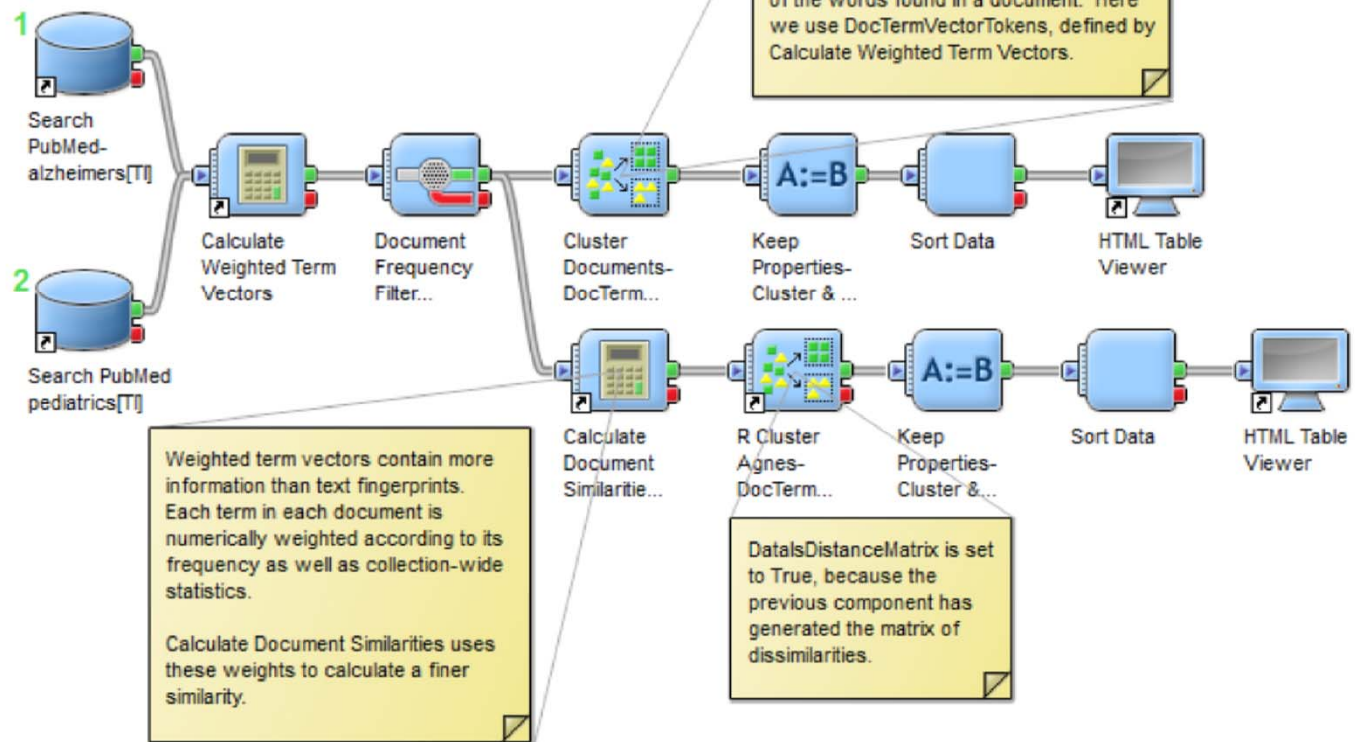 of the words found in a document. Here
we use DocTermVectorTokens, defined by
Calculate Weighted Term Vectors.
1
Search
PubMed-
alzheimers[TI]
Calculate
Weighted Term
Vectors
Document
Frequency
Filter...
Cluster
Documents-
DocTerm...
A:=B
Keep
Properties-
Cluster & ...
Sort Data
HTML Table
Viewer
2
Search PubMed
pediatrics[TI]
Calculate
Document
Similaritie...
R Cluster
Agnes-
DocTerm...
A:=B
Keep
Properties-
Cluster &...
Sort Data
HTML Table
Viewer
Weighted term vectors contain more
information than text fingerprints.
Each term in each document is
numerically weighted according to its
frequency as well as collection-wide
statistics.
Calculate Document Similarities uses
these weights to calculate a finer
similarity.
DataIsDistanceMatrix is set
to True, because the
previous component has
generated the matrix of
dissimilarities.